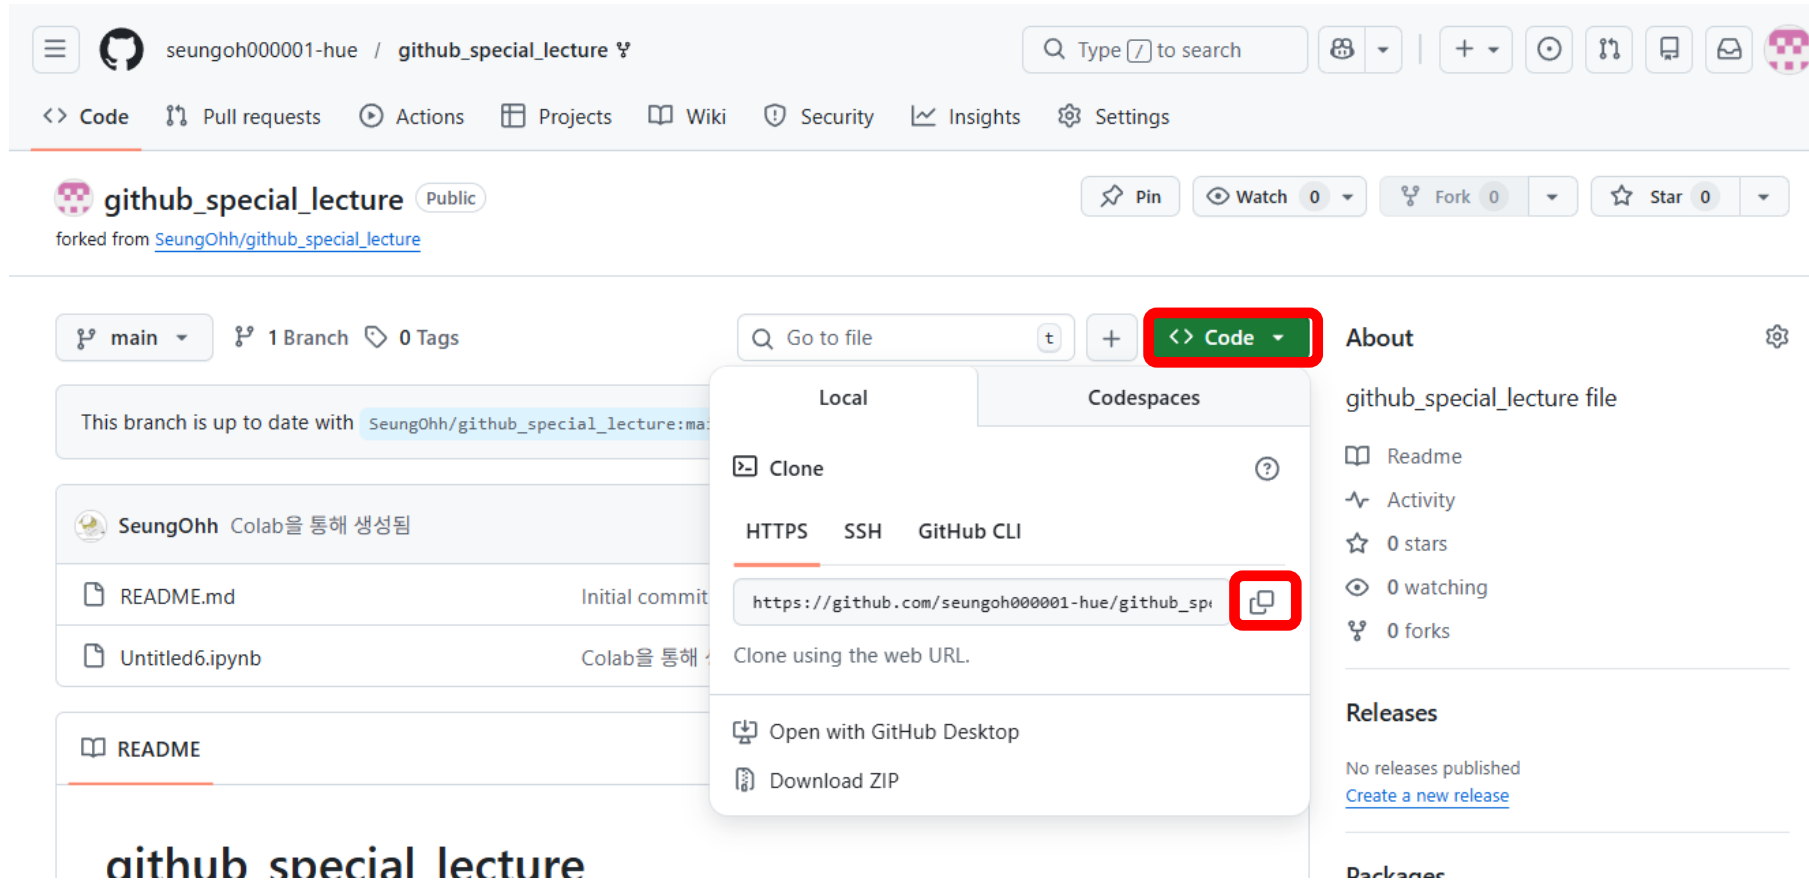 seungoh000001-hue / github_special_lecture
Type / to search
Code Pull requests Actions Projects Wiki Security Insights Settings
github_special_lecture Public
Pin Watch 0 Fork 0 Star 0
forked from SeungOhh/github_special_lecture
main 1 Branch 0 Tags
Go to file t + Code
About
Local Codespaces
github_special_lecture file
This branch is up to date with SeungOhh/github_special_lecture:ma
Clone
Readme
Activity
SeungOhh Colab을 통해 생성됨
HTTPS SSH GitHub CLI
0 stars
README.md Initial commit
https://github.com/seungoh000001-hue/github_sp
0 watching
0 forks
Untitled6.ipynb Colab을 통해
Clone using the web URL.
Releases
README
Open with GitHub Desktop
No releases published
Download ZIP
Create a new release
github_special_lecture
Packages